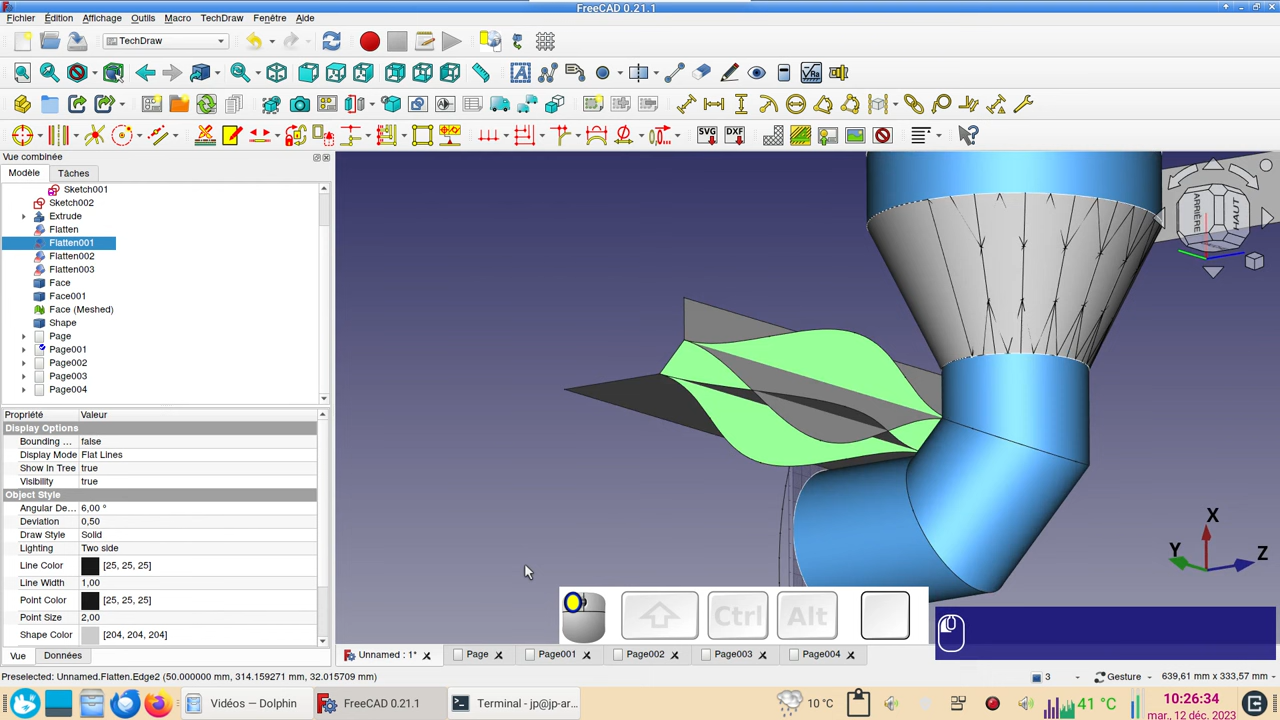 FreeCAD 0.21.1
Fichier Édition Affichage Outils Macro TechDraw Fenêtre Aide
TechDraw
SVG DXF
Vue combinée
Modèle Tâches
Sketch001
Sketch002
Extrude
Flatten
Flatten001
Flatten002
Flatten003
Face
Face001
Face (Meshed)
Shape
Page
Page001
Page002
Page003
Page004
Propriété Valeur
Display Options
Bounding ... false
Display Mode Flat Lines
Show In Tree true
Visibility true
Object Style
Angular De... 6,00 °
Deviation 0,50
Draw Style Solid
Lighting Two side
Line Color [25, 25, 25]
Line Width 1,00
Point Color [25, 25, 25]
Point Size 2,00
Shape Color [204, 204, 204]
Vue Données
ARRIÈRE HAUT
X
Y
Z
Ctrl Alt
Unnamed : 1* Page Page001 Page002 Page003 Page004
Preselected: Unnamed.Flatten.Edge2 (50.000000 mm, 314.159271 mm, 32.015709 mm)
3 Gesture 639,61 mm x 333,57 mm
Vidéos — Dolphin FreeCAD 0.21.1 Terminal - jp@jp-ar... 10 °C 41 °C 10:26:34
mar., 12 déc. 2023